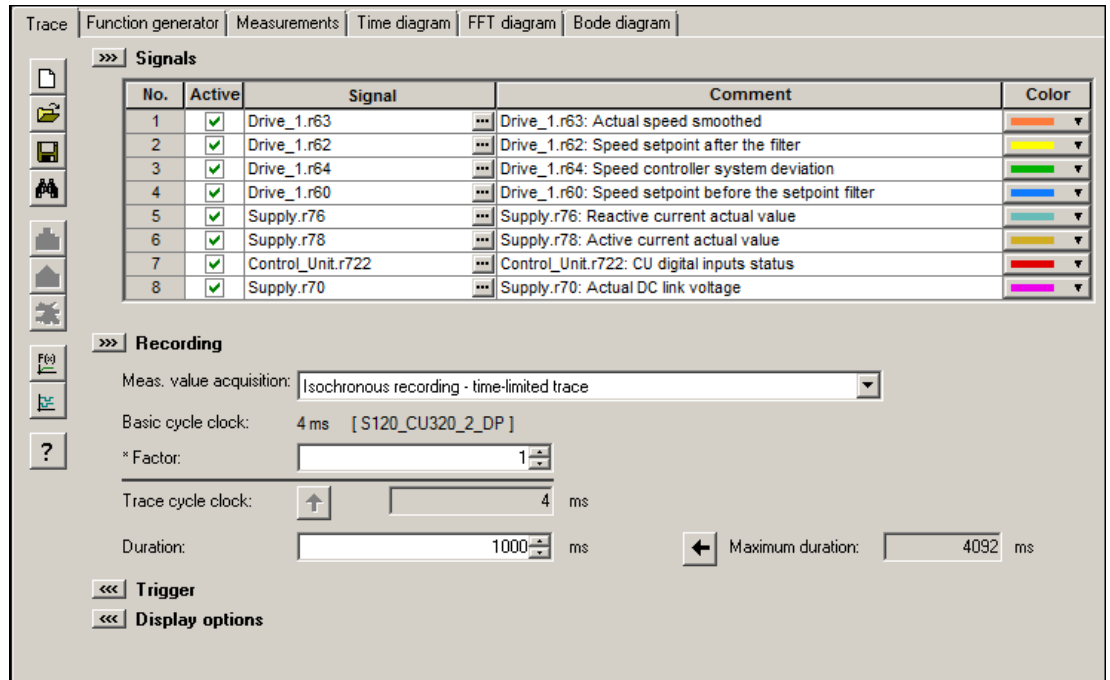 Trace Function generator Measurements Time diagram FFT diagram Bode diagram
>>> Signals
No. Active Signal Comment Color
1 Drive_1.r63 ... Drive_1.r63: Actual speed smoothed
2 Drive_1.r62 ... Drive_1.r62: Speed setpoint after the filter
3 Drive_1.r64 ... Drive_1.r64: Speed controller system deviation
4 Drive_1.r60 ... Drive_1.r60: Speed setpoint before the setpoint filter
5 Supply.r76 ... Supply.r76: Reactive current actual value
6 Supply.r78 ... Supply.r78: Active current actual value
7 Control_Unit.r722 ... Control_Unit.r722: CU digital inputs status
8 Supply.r70 ... Supply.r70: Actual DC link voltage
>>> Recording
F(x)
Meas. value acquisition: Isochronous recording - time-limited trace
Basic cycle clock: 4 ms [ S120_CU320_2_DP ]
? * Factor: 1
Trace cycle clock: 4 ms
Duration: 1000 ms Maximum duration: 4092 ms
<<< Trigger
<<< Display options